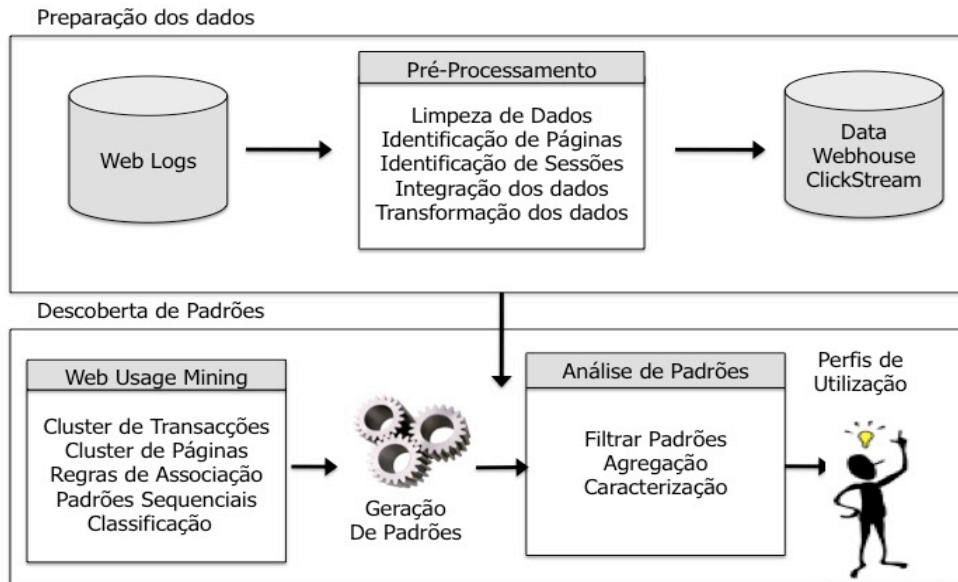 Preparação dos dados
Web Logs
Pré-Processamento
Limpeza de Dados
Identificação de Páginas
Identificação de Sessões
Integração dos dados
Transformação dos dados
Data
Webhouse
ClickStream
Descoberta de Padrões
Web Usage Mining
Cluster de Transacções
Cluster de Páginas
Regras de Associação
Padrões Sequenciais
Classificação
Geração
De Padrões
Análise de Padrões
Filtrar Padrões
Agregação
Caracterização
Perfis de
Utilização